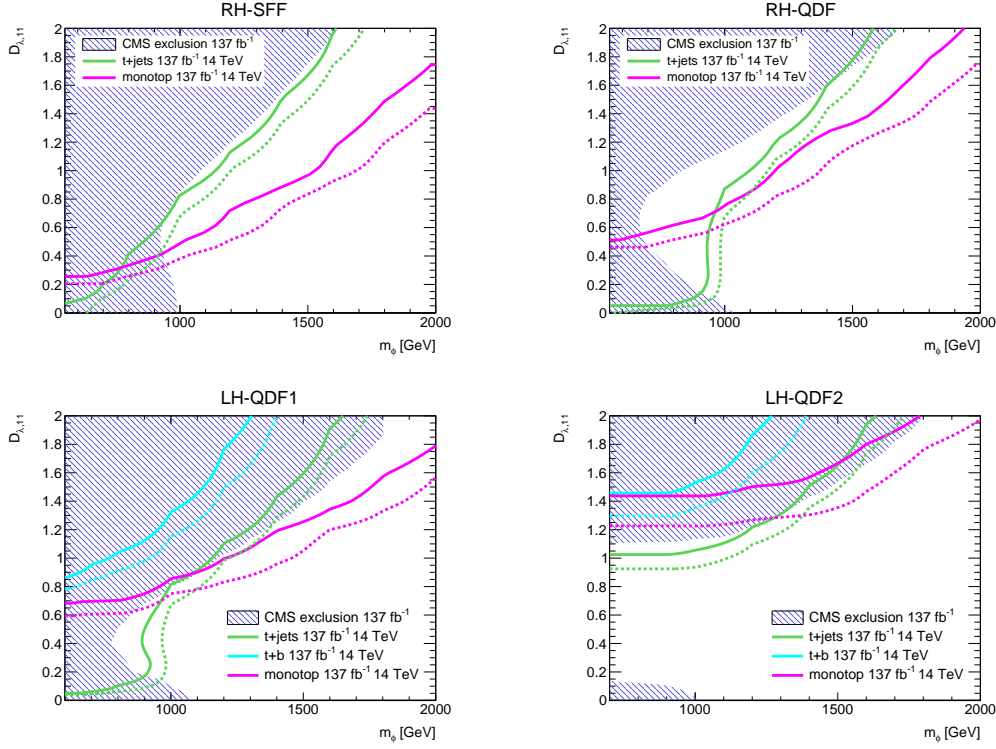 RH-SFF
D_λ,11
2
1.8
1.6
1.4
1.2
1
0.8
0.6
0.4
0.2
0
CMS exclusion 137 fb⁻¹
t+jets 137 fb⁻¹ 14 TeV
monotop 137 fb⁻¹ 14 TeV
1000 1200 1400 1600 1800 2000
m_ϕ [GeV]
RH-QDF
D_λ,11
2
1.8
1.6
1.4
1.2
1
0.8
0.6
0.4
0.2
0
CMS exclusion 137 fb⁻¹
t+jets 137 fb⁻¹ 14 TeV
monotop 137 fb⁻¹ 14 TeV
1000 1500 2000
m_ϕ [GeV]
LH-QDF1
D_λ,11
2
1.8
1.6
1.4
1.2
1
0.8
0.6
0.4
0.2
0
CMS exclusion 137 fb⁻¹
t+jets 137 fb⁻¹ 14 TeV
t+b 137 fb⁻¹ 14 TeV
monotop 137 fb⁻¹ 14 TeV
1000 1500 2000
m_ϕ [GeV]
LH-QDF2
D_λ,11
2
1.8
1.6
1.4
1.2
1
0.8
0.6
0.4
0.2
0
CMS exclusion 137 fb⁻¹
t+jets 137 fb⁻¹ 14 TeV
t+b 137 fb⁻¹ 14 TeV
monotop 137 fb⁻¹ 14 TeV
1000 1500 2000
m_ϕ [GeV]